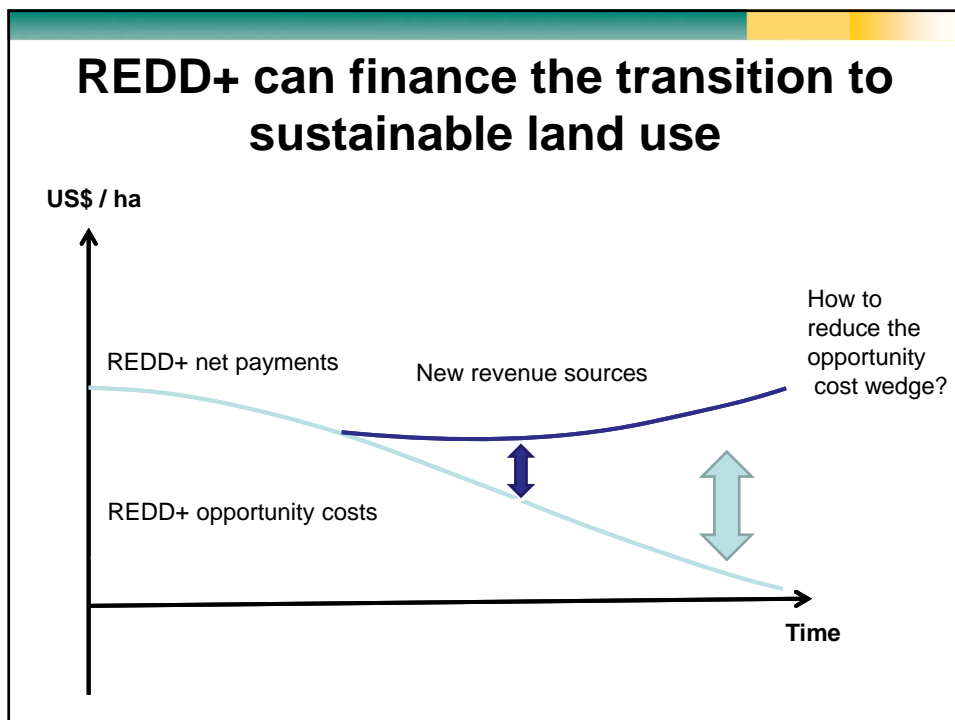 REDD+ can finance the transition to
sustainable land use
US$ / ha
How to
reduce the
opportunity
cost wedge?
REDD+ net payments
New revenue sources
REDD+ opportunity costs
Time